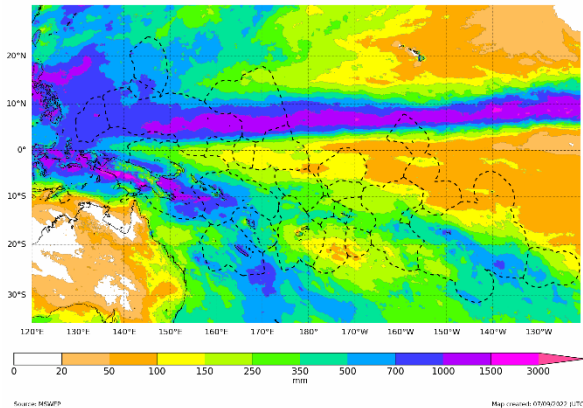 20°N
10°N
0°
10°S
20°S
30°S
120°E 130°E 140°E 150°E 160°E 170°E 180° 170°W 160°W 150°W 140°W 130°W
0 20 50 100 150 250 350 500 700 1000 1500 3000
mm
Source: MSWEP Map created: 07/09/2022 (UTC)